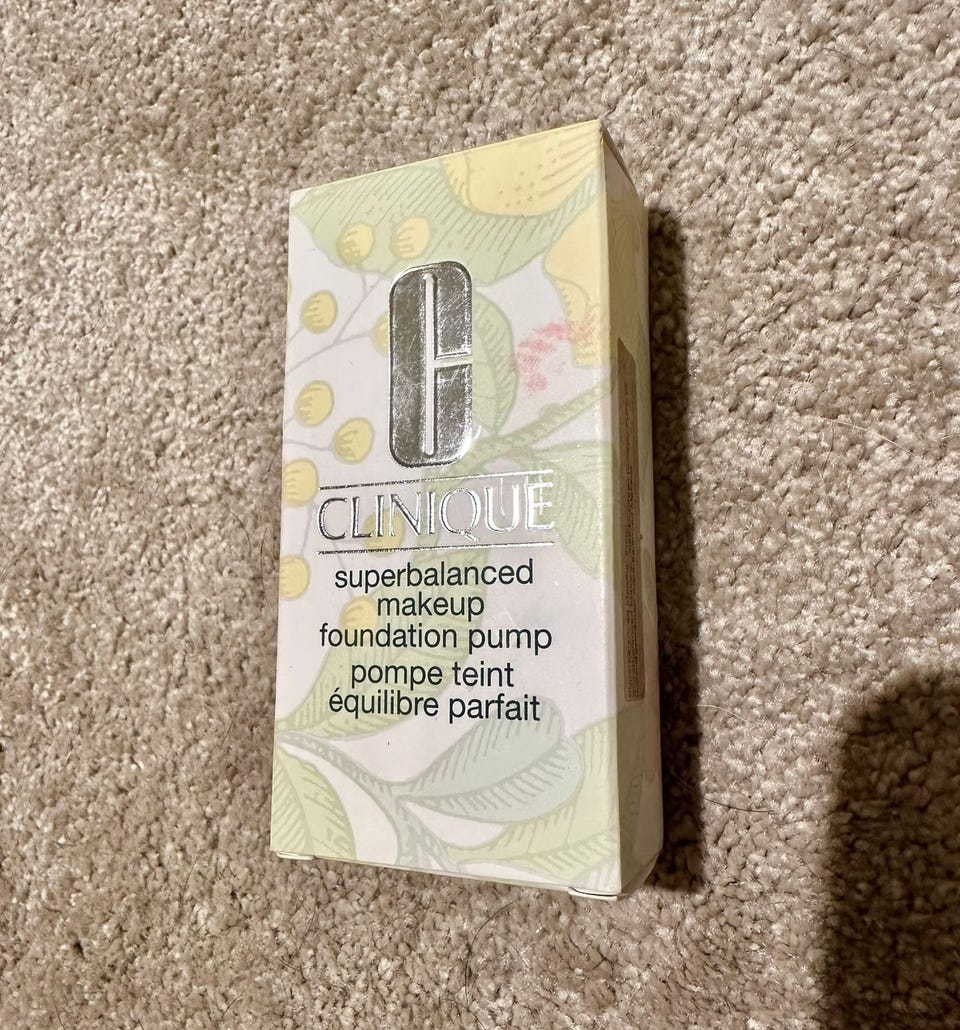 CLINIQUE
superbalanced
makeup
foundation pump
pompe teint
équilibre parfait